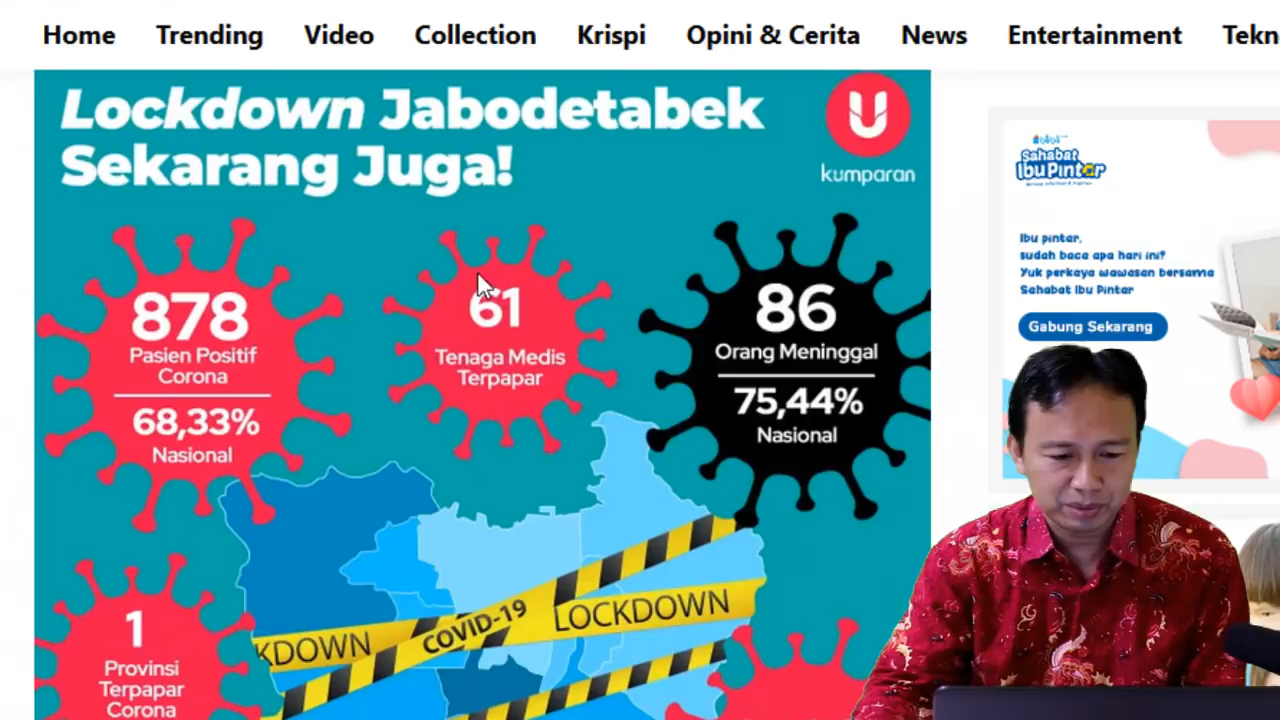 Home Trending Video Collection Krispi Opini & Cerita News Entertainment Tekn
Lockdown Jabodetabek
Sekarang Juga!
kumparan
878
Pasien Positif
Corona
68,33%
Nasional
61
Tenaga Medis
Terpapar
86
Orang Meninggal
75,44%
Nasional
1
Provinsi
Terpapar
Corona
KDOWN
COVID-19
LOCKDOWN
Sahabat
Ibu Pintar
Ibu pintar,
sudah baca apa hari ini?
Yuk perkaya wawasan bersama
Sahabat Ibu Pintar
Gabung Sekarang